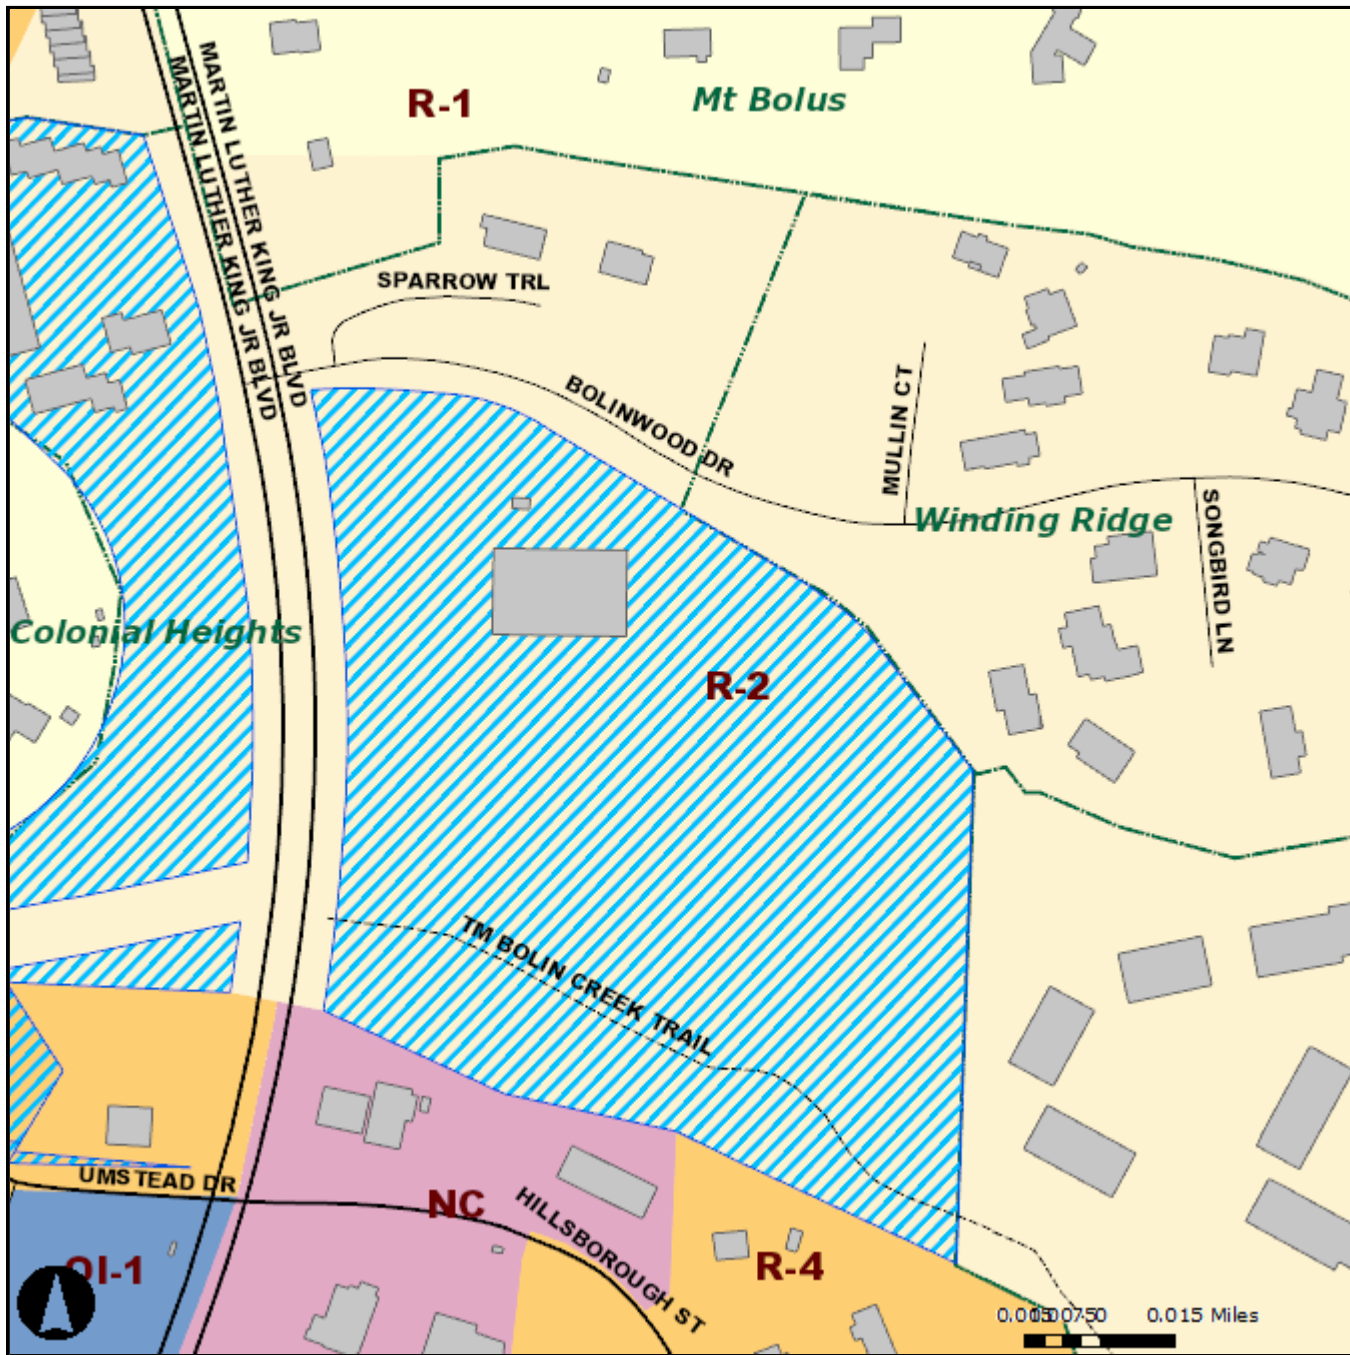 MARTIN LUTHER KING JR BLVD
MARTIN LUTHER KING JR BLVD
R-1
Mt Bolus
SPARROW TRL
BOLINWOOD DR
MULLIN CT
Winding Ridge
SONGBIRD LN
Colonial Heights
R-2
TM BOLIN CREEK TRAIL
UMSTEAD DR
NC
HILLSBOROUGH ST
OI-1
R-4
0.015 Miles